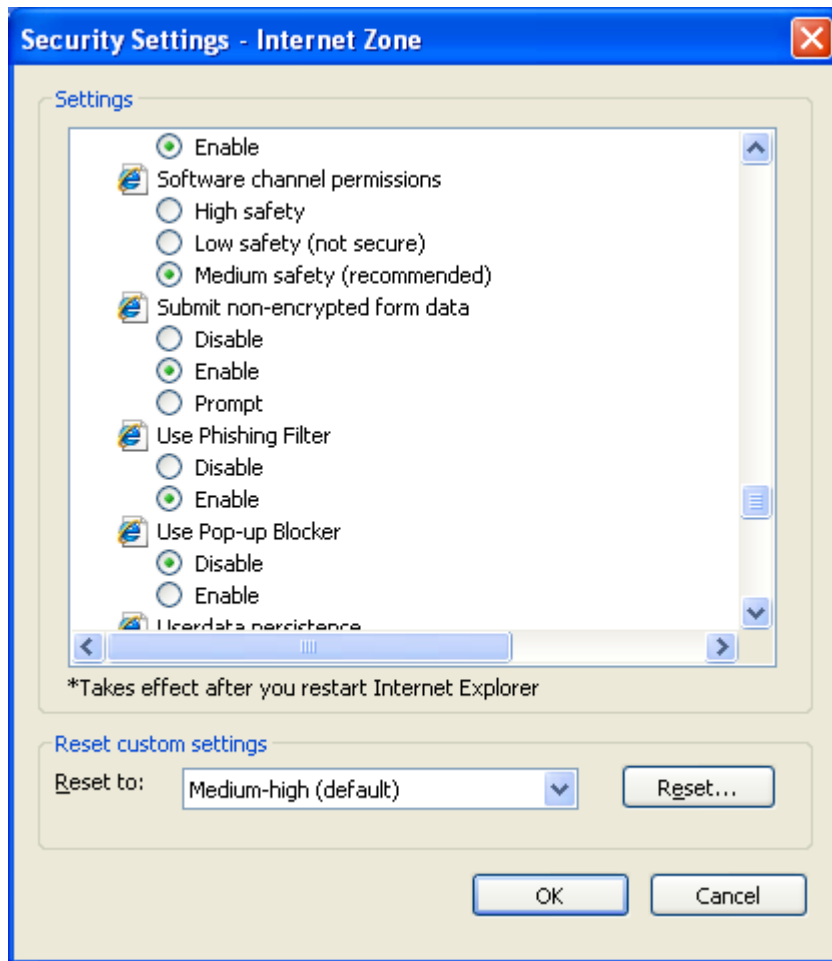 Security Settings - Internet Zone
Settings
Enable
Software channel permissions
High safety
Low safety (not secure)
Medium safety (recommended)
Submit non-encrypted form data
Disable
Enable
Prompt
Use Phishing Filter
Disable
Enable
Use Pop-up Blocker
Disable
Enable
Userdata persistence
*Takes effect after you restart Internet Explorer
Reset custom settings
Reset to:
Medium-high (default)
Reset...
OK
Cancel